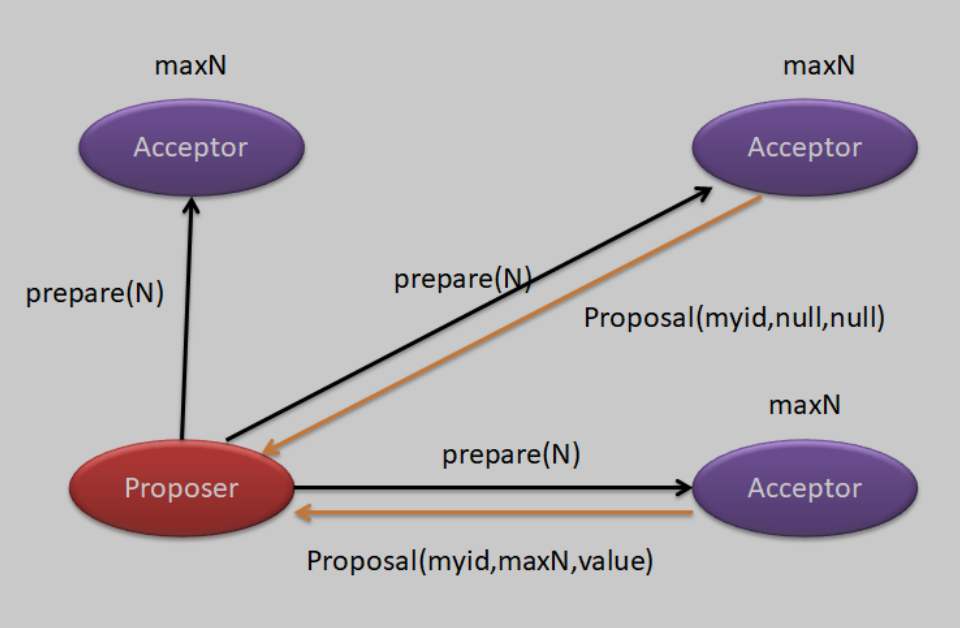 maxN
maxN
Acceptor
Acceptor
prepare(N)
prepare(N)
Proposal(myid,null,null)
maxN
prepare(N)
Proposer
Acceptor
Proposal(myid,maxN,value)